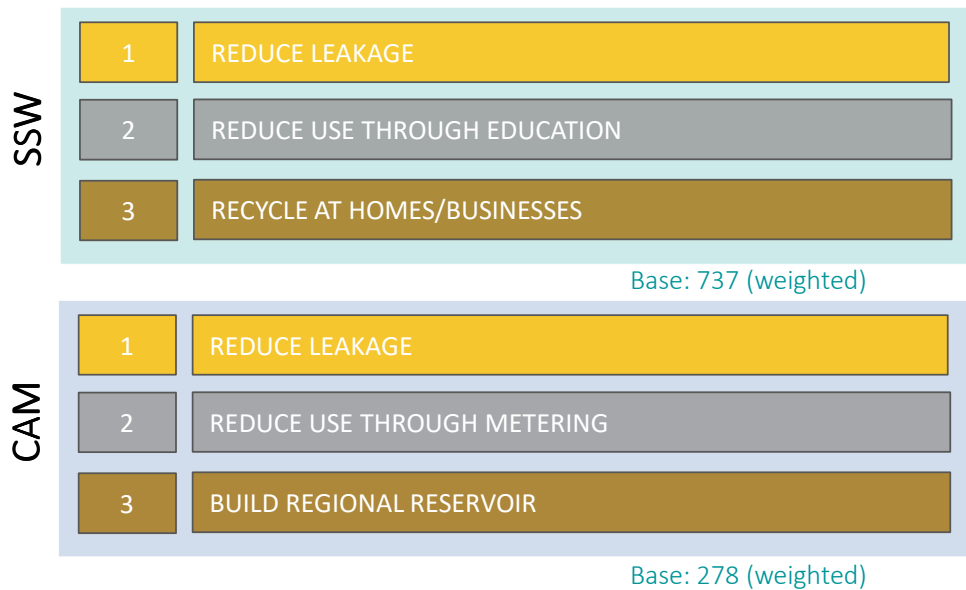 SSW
1 REDUCE LEAKAGE
2 REDUCE USE THROUGH EDUCATION
3 RECYCLE AT HOMES/BUSINESSES
Base: 737 (weighted)
CAM
1 REDUCE LEAKAGE
2 REDUCE USE THROUGH METERING
3 BUILD REGIONAL RESERVOIR
Base: 278 (weighted)